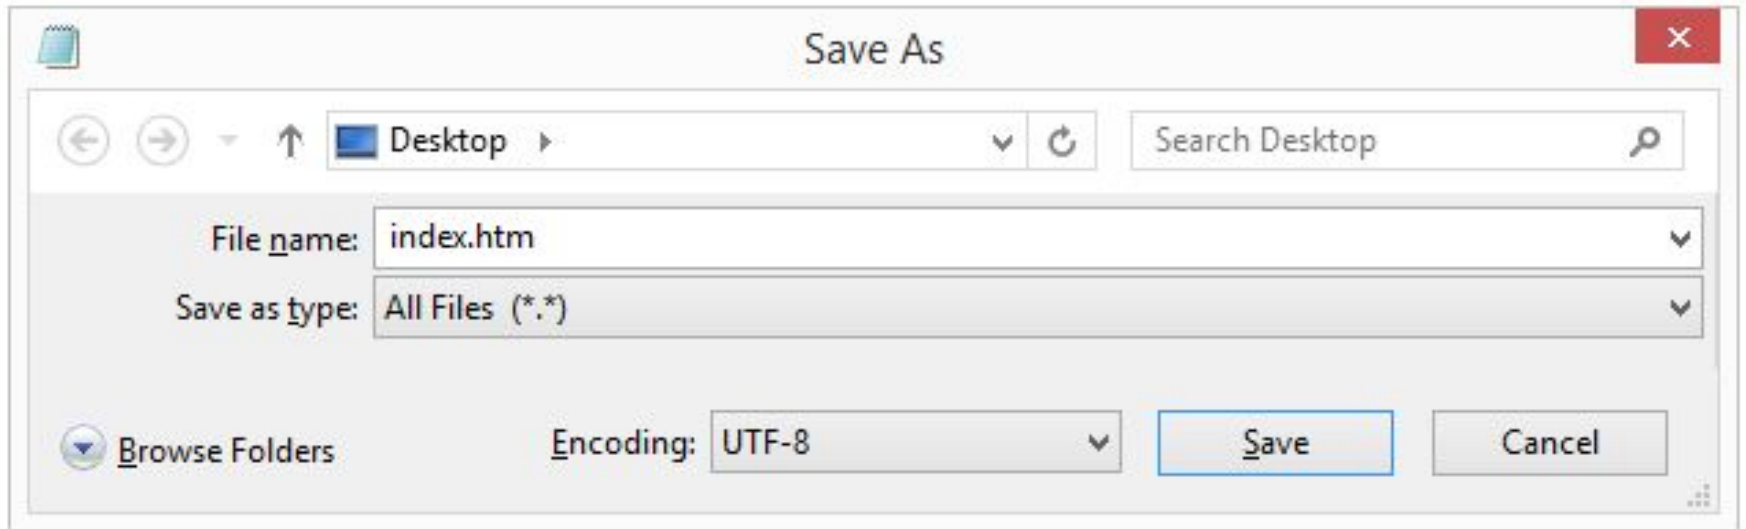 Save As
Desktop
Search Desktop
File name: index.htm
Save as type: All Files (*.*)
Browse Folders Encoding: UTF-8 Save Cancel